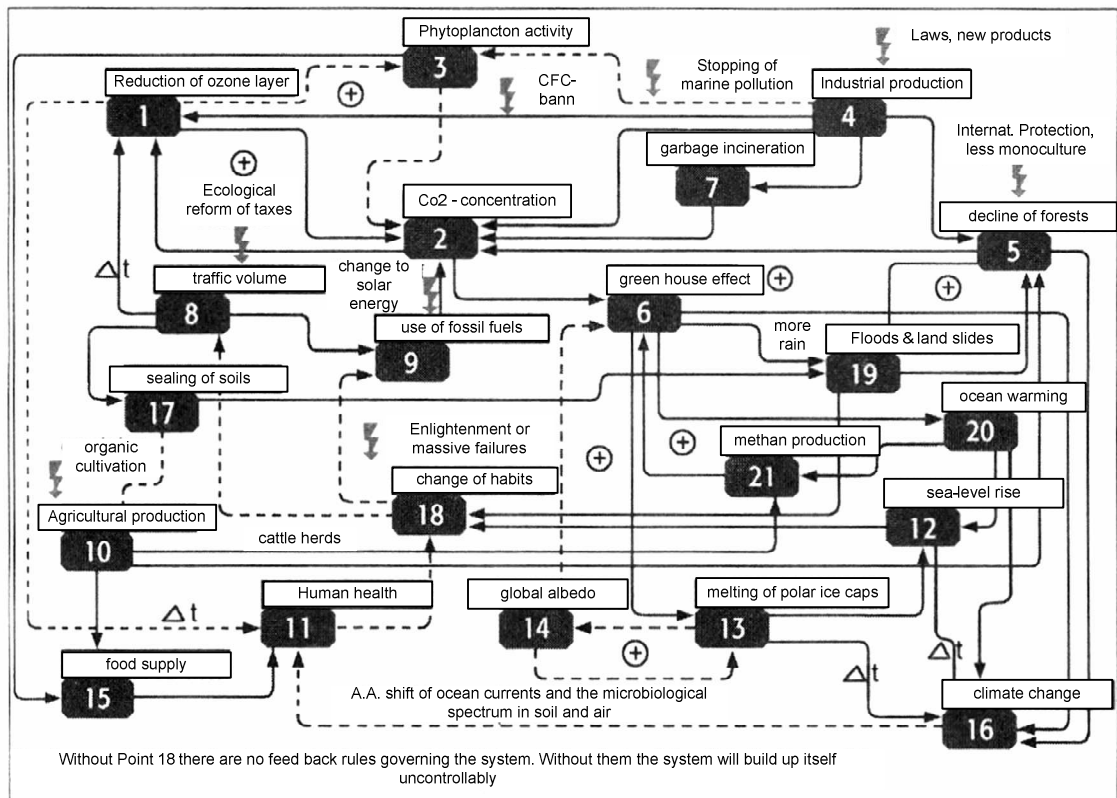 Phytoplancton activity
3
Laws, new products
Reduction of ozone layer
1
CFC-
bann
Stopping of
marine pollution
Industrial production
4
Internat. Protection,
less monoculture
garbage incineration
7
Ecological
reform of taxes
Co2 - concentration
2
decline of forests
5
Δ t
traffic volume
8
change to
solar
energy
green house effect
6
use of fossil fuels
9
more
rain
Floods & land slides
19
sealing of soils
17
ocean warming
20
organic
cultivation
Enlightenment or
massive failures
methan production
21
change of habits
18
sea-level rise
12
Agricultural production
10
cattle herds
Human health
11
Δ t
global albedo
14
melting of polar ice caps
13
Δ t
Δ t
food supply
15
A.A. shift of ocean currents and the microbiological
spectrum in soil and air
climate change
16
Without Point 18 there are no feed back rules governing the system. Without them the system will build up itself
uncontrollably